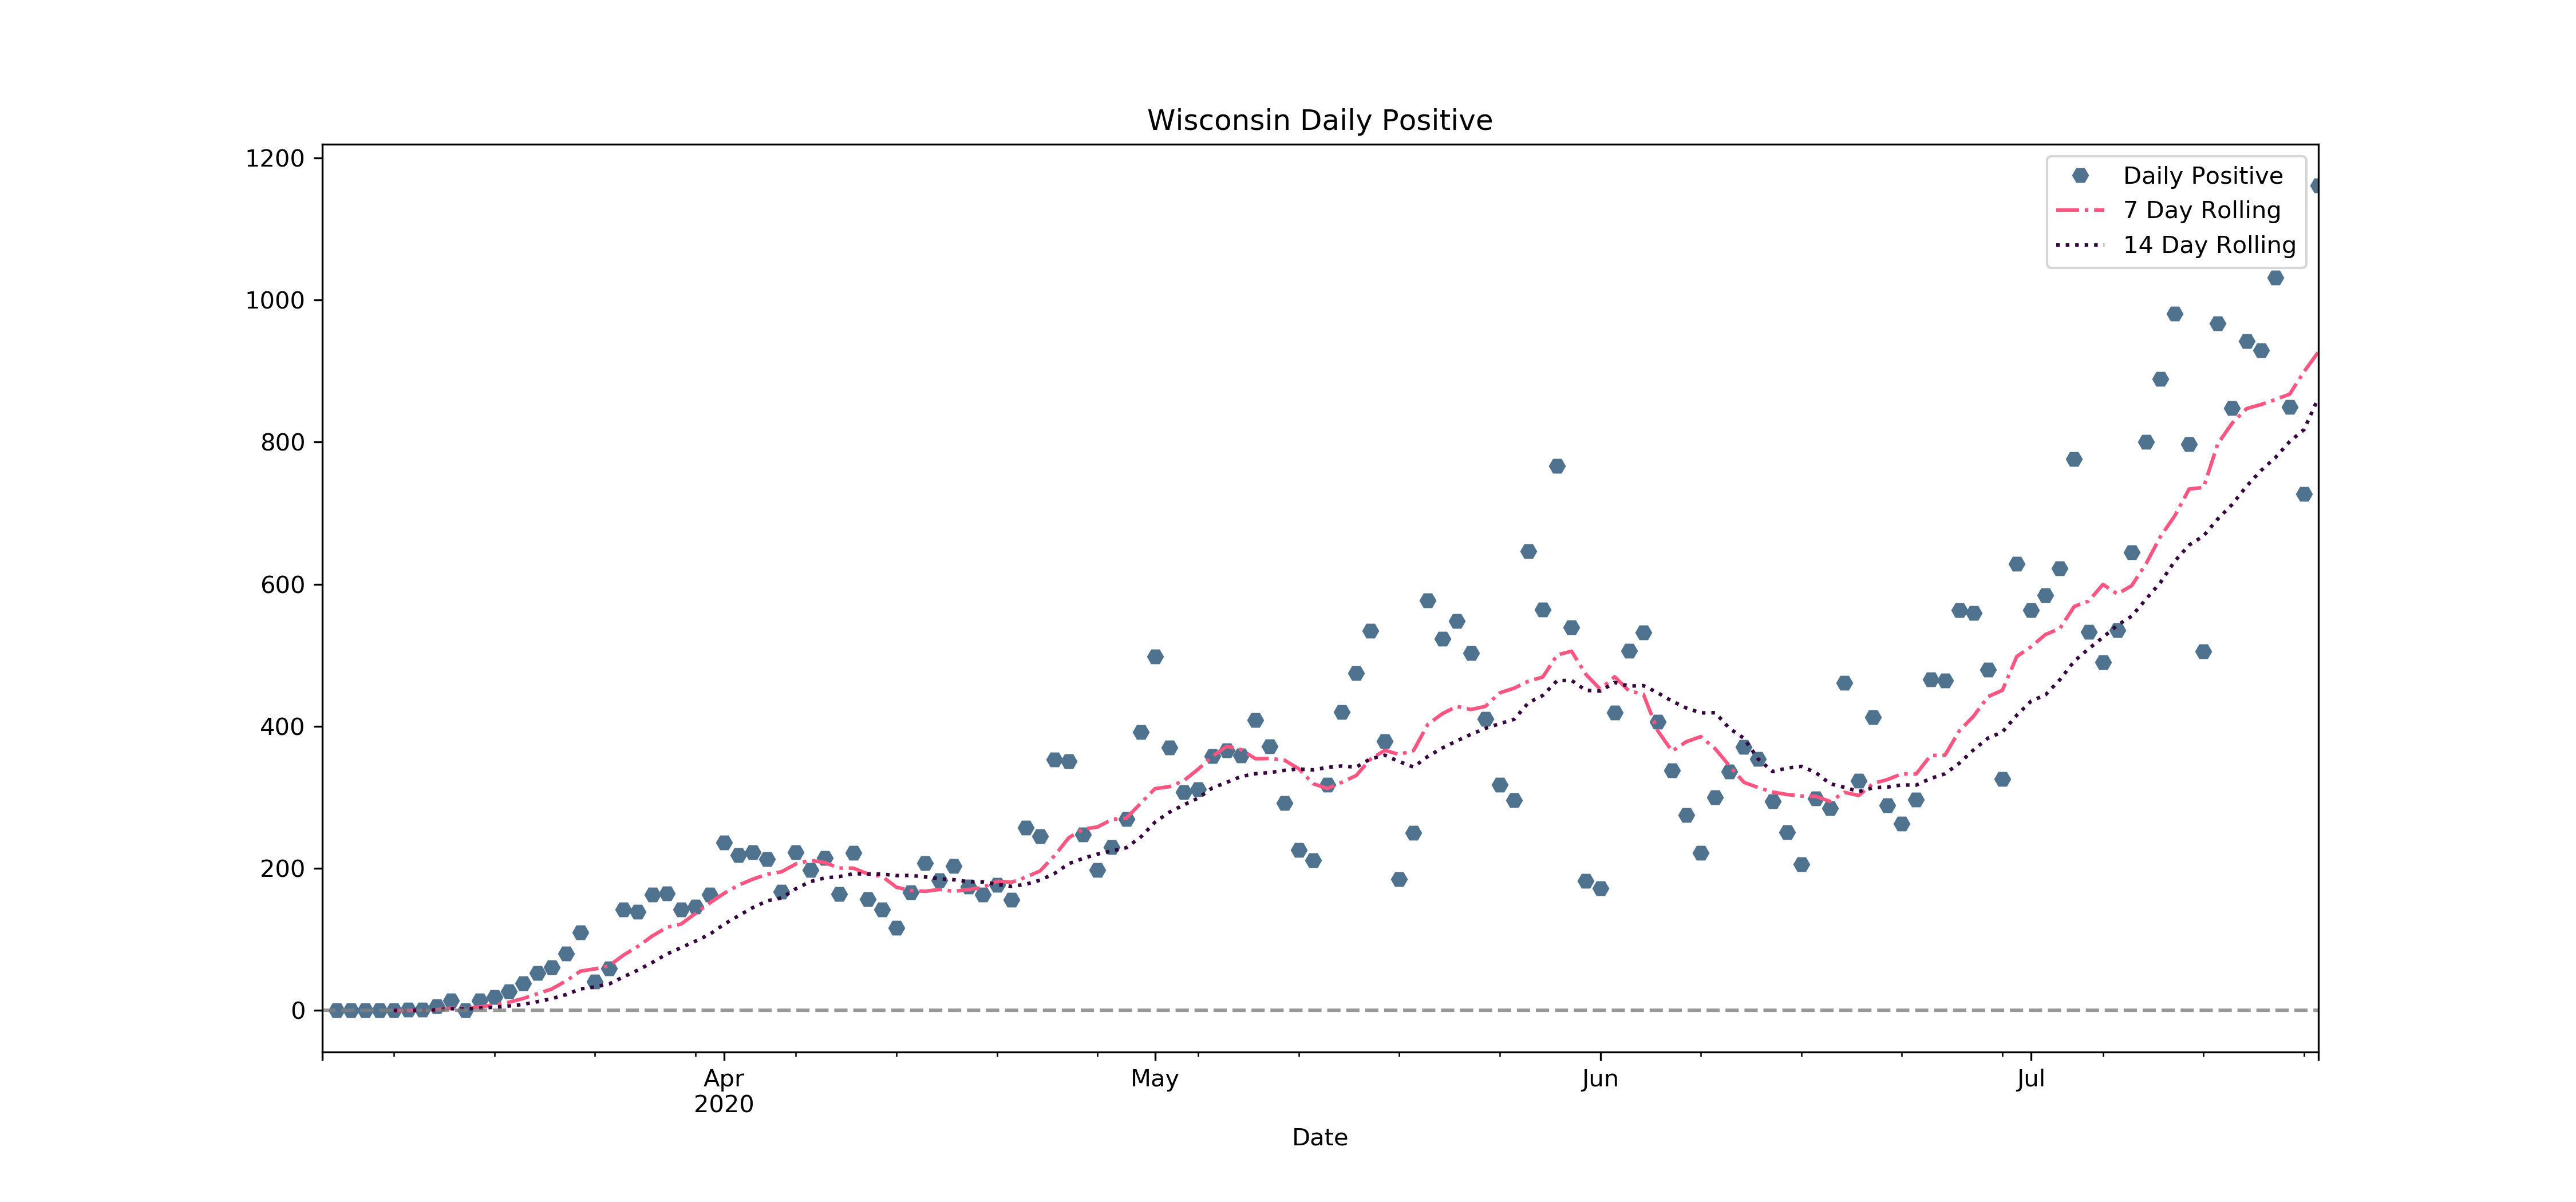 Wisconsin Daily Positive
1200
1000
800
600
400
200
0
Daily Positive
7 Day Rolling
14 Day Rolling
Apr
2020
May
Jun
Jul
Date